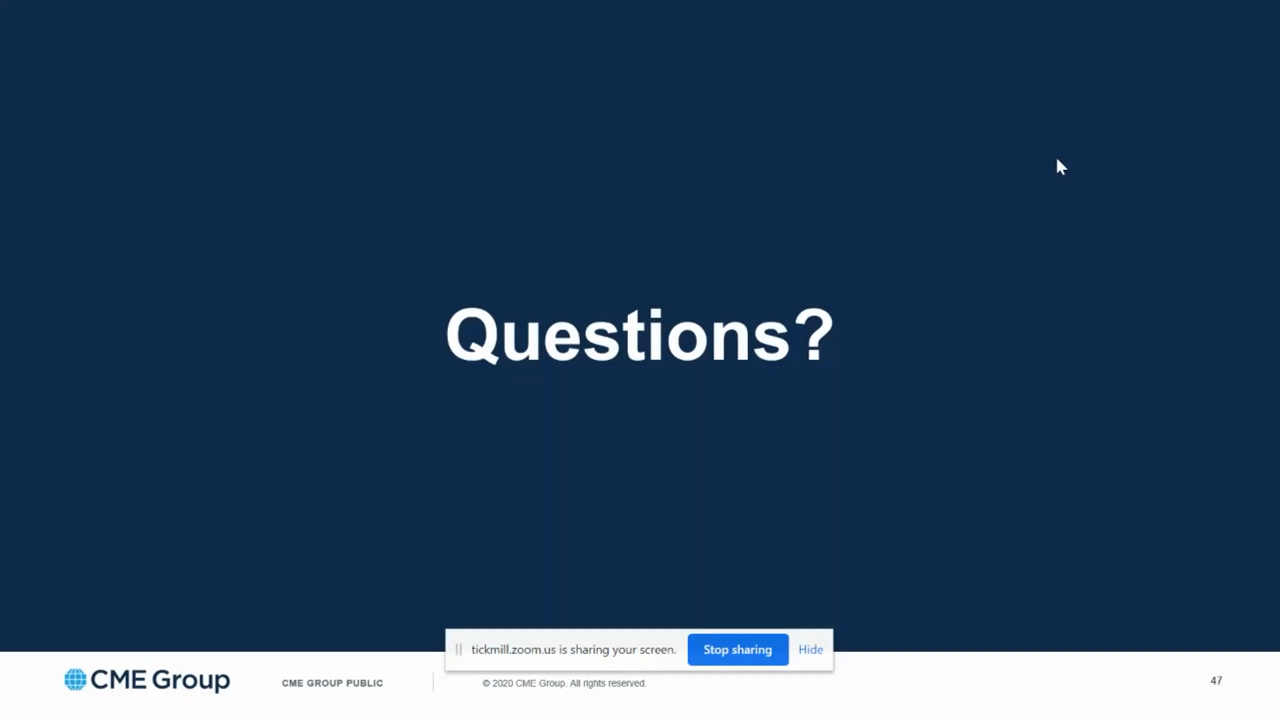 Questions?
tickmill.zoom.us is sharing your screen.
Stop sharing
Hide
CME Group
CME GROUP PUBLIC
© 2020 CME Group. All rights reserved.
47